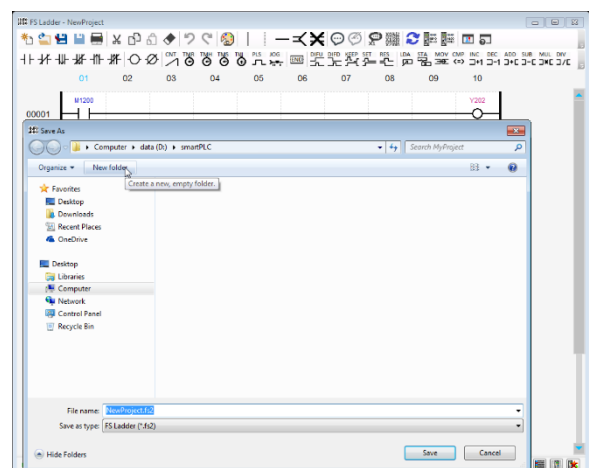 FS Ladder - NewProject
CNT TMR TMH TMS TMI PLS JOG END DIFU DIFD KEEP SET RES LDA STA MOV CMP INC DEC ADD SUB MUL DIV
01 02 03 04 05 06 07 08 09 10
M1200 Y202
00001
Save As
Computer ▸ data (D:) ▸ smartPLC Search MyProject
Organize New folder
Create a new, empty folder.
Favorites
Desktop
Downloads
Recent Places
OneDrive
Desktop
Libraries
Computer
Network
Control Panel
Recycle Bin
File name: NewProject.fs2
Save as type: FS Ladder (*.fs2)
Hide Folders Save Cancel